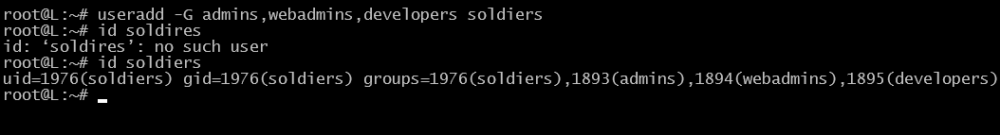 root@L:~# useradd -G admins,webadmins,developers soldiers
root@L:~# id soldires
id: ‘soldires’: no such user
root@L:~# id soldiers
uid=1976(soldiers) gid=1976(soldiers) groups=1976(soldiers),1893(admins),1894(webadmins),1895(developers)
root@L:~#